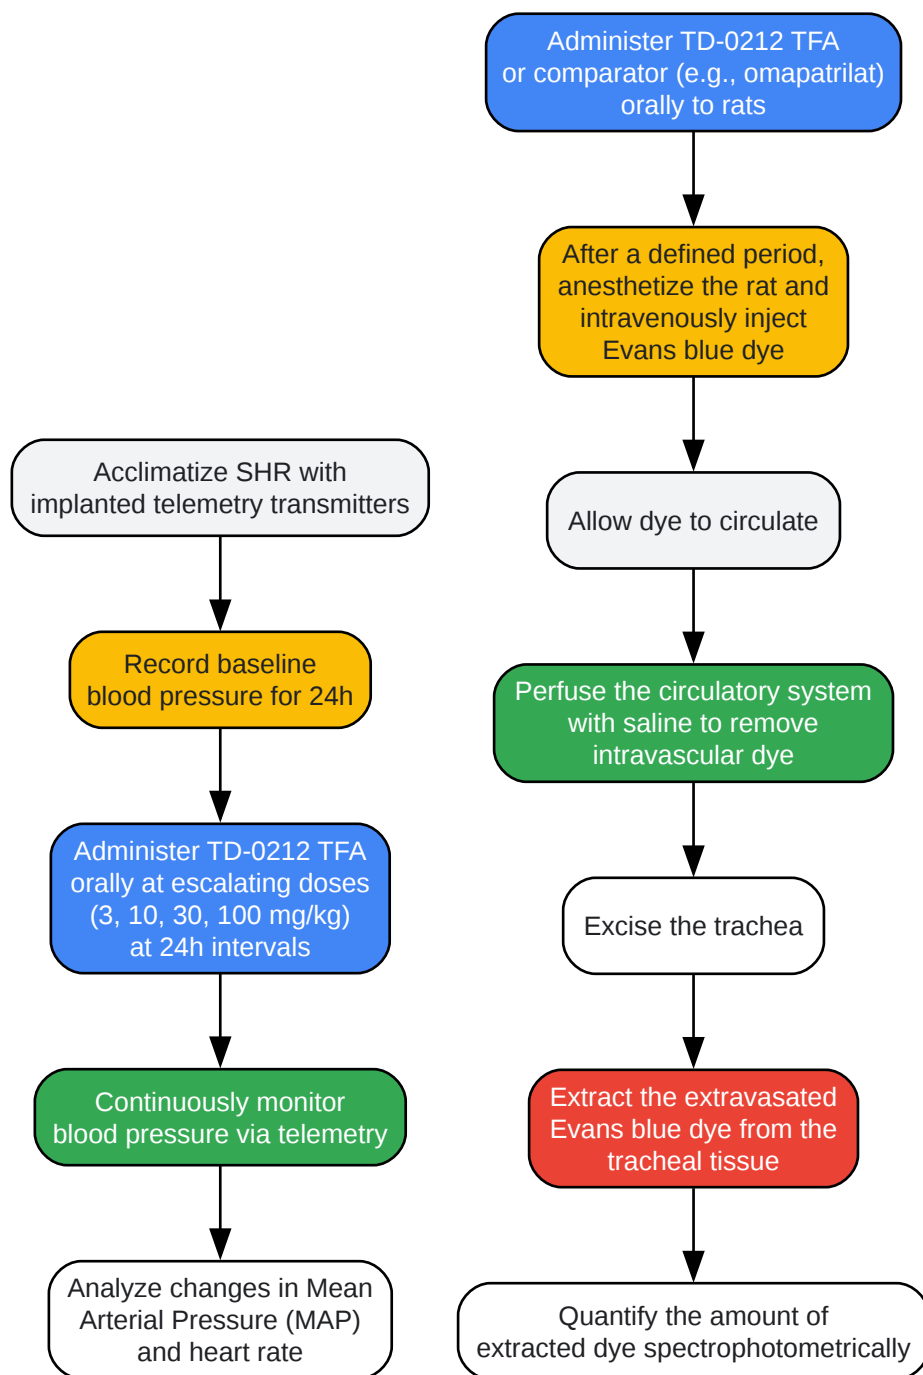 Acclimatize SHR with
implanted telemetry transmitters
Record baseline
blood pressure for 24h
Administer TD-0212 TFA
orally at escalating doses
(3, 10, 30, 100 mg/kg)
at 24h intervals
Continuously monitor
blood pressure via telemetry
Analyze changes in Mean
Arterial Pressure (MAP)
and heart rate
Administer TD-0212 TFA
or comparator (e.g., omapatrilat)
orally to rats
After a defined period,
anesthetize the rat and
intravenously inject
Evans blue dye
Allow dye to circulate
Perfuse the circulatory system
with saline to remove
intravascular dye
Excise the trachea
Extract the extravasated
Evans blue dye from the
tracheal tissue
Quantify the amount of
extracted dye spectrophotometrically